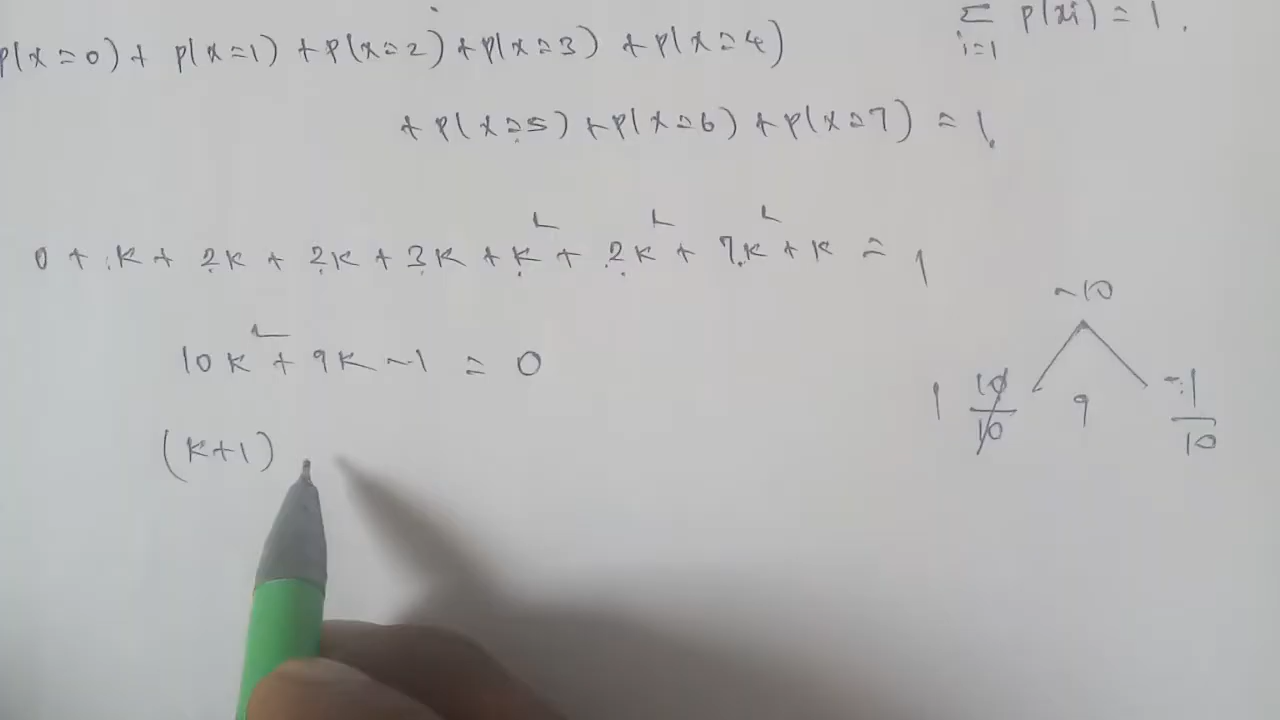 p(x=0) + p(x=1) + p(x=2) + p(x=3) + p(x=4)
+ p(x=5) + p(x=6) + p(x=7) = 1.
Σ p(xi) = 1.
i=1
0 + K + 2K + 2K + 3K + K² + 2K² + 7K² + K = 1
10K² + 9K - 1 = 0
(K+1)
-10
1 10/10 9 -1/10